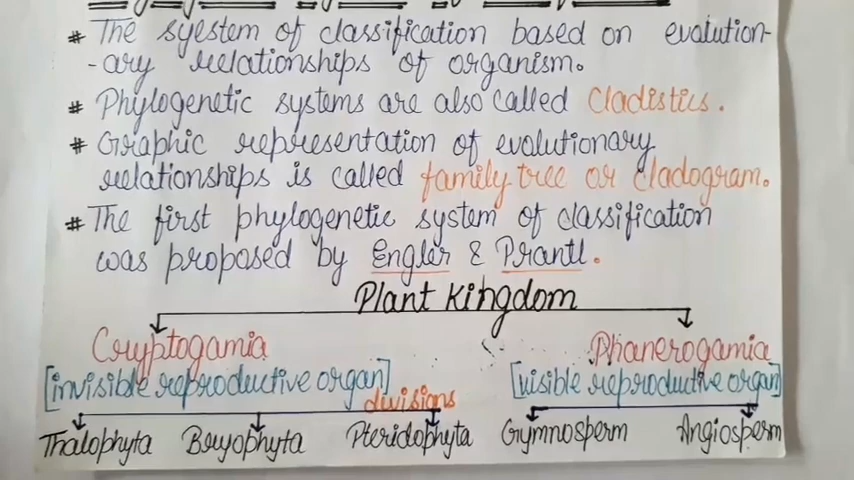 # The syestem of classification based on evolution-
-ary relationships of organism.
# Phylogenetic systems are also called Cladistics.
# Graphic representation of evolutionary
relationships is called family tree or cladogram.
# The first phylogenetic system of classification
was proposed by Engler & Prantl.
Plant Kingdom
Cryptogamia Phanerogamia
[invisible reproductive organ] [visible reproductive organ]
divisions
Thalophyta Bryophyta Pteridophyta Gymnosperm Angiosperm